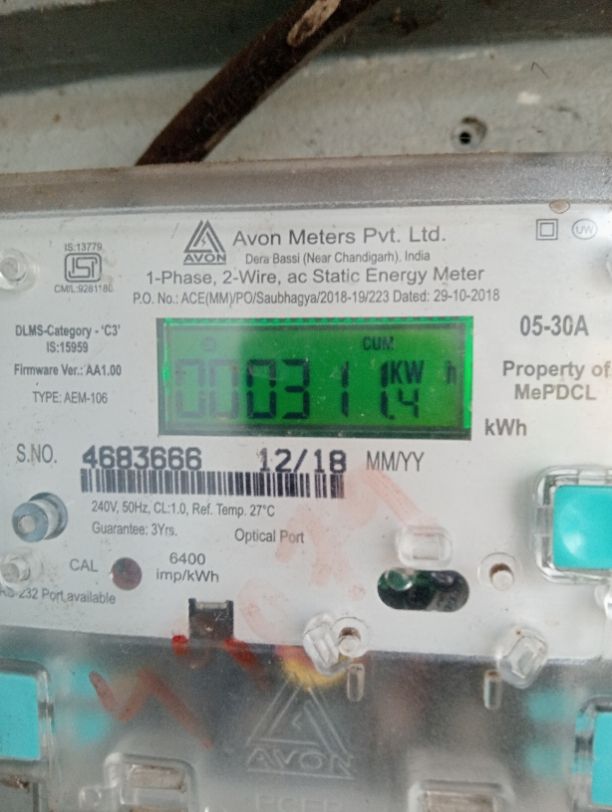 Avon Meters Pvt. Ltd.
AVON
Dera Bassi (Near Chandigarh). India
IS:13779
CM/L:9281180
1-Phase, 2-Wire, ac Static Energy Meter
UW
P.O. No.: ACE(MM)/PO/Saubhagya/2018-19/223 Dated: 29-10-2018
DLMS-Category - 'C3'
IS:15959
Firmware Ver.: AA1.00
TYPE: AEM-106
CUM
000311.4
KW h
05-30A
Property of
MePDCL
kWh
S.NO. 4683666 12/18 MM/YY
240V, 50Hz, CL:1.0, Ref. Temp. 27°C
Guarantee: 3Yrs.
Optical Port
CAL
6400
imp/kWh
RS-232 Port available
AVON